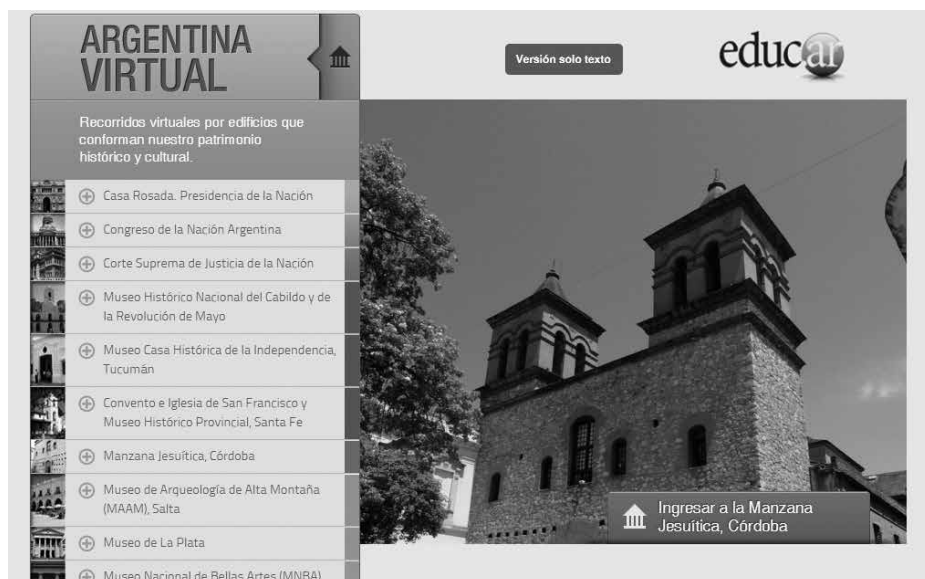 ARGENTINA
VIRTUAL
Recorridos virtuales por edificios que
conforman nuestro patrimonio
histórico y cultural.
Casa Rosada. Presidencia de la Nación
Congreso de la Nación Argentina
Corte Suprema de Justicia de la Nación
Museo Histórico Nacional del Cabildo y de
la Revolución de Mayo
Museo Casa Histórica de la Independencia,
Tucumán
Convento e Iglesia de San Francisco y
Museo Histórico Provincial, Santa Fe
Manzana Jesuítica, Córdoba
Museo de Arqueología de Alta Montaña
(MAAM), Salta
Museo de La Plata
Museo Nacional de Bellas Artes (MNBA)
Versión solo texto
educar
Ingresar a la Manzana
Jesuítica, Córdoba